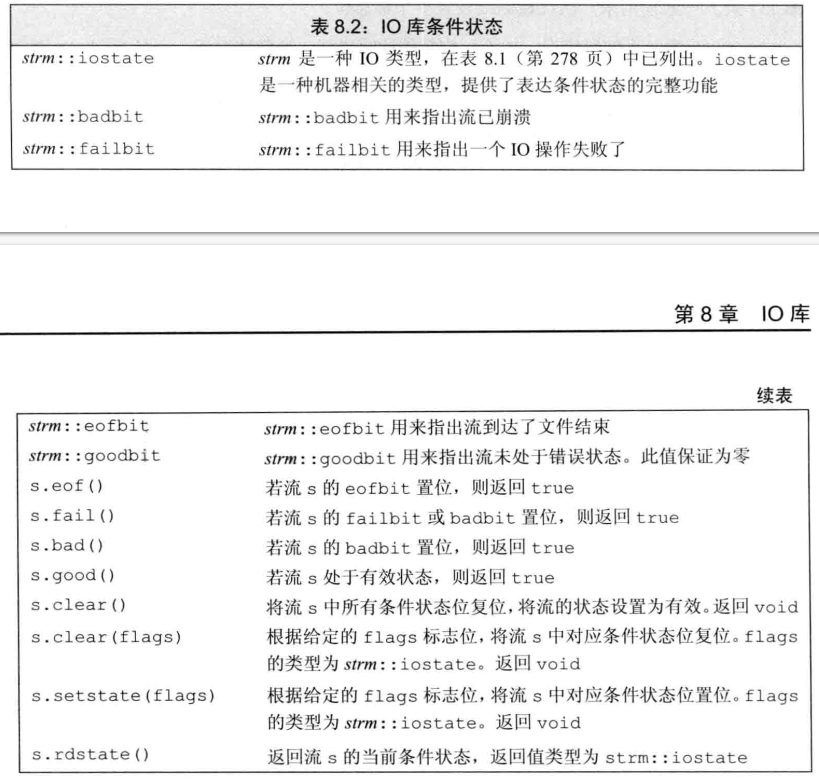 表 8.2：IO 库条件状态
strm::iostate strm 是一种 IO 类型，在表 8.1（第 278 页）中已列出。iostate
是一种机器相关的类型，提供了表达条件状态的完整功能
strm::badbit strm::badbit 用来指出流已崩溃
strm::failbit strm::failbit 用来指出一个 IO 操作失败了
第 8 章 IO 库
续表
strm::eofbit strm::eofbit 用来指出流到达了文件结束
strm::goodbit strm::goodbit 用来指出流未处于错误状态。此值保证为零
s.eof() 若流 s 的 eofbit 置位，则返回 true
s.fail() 若流 s 的 failbit 或 badbit 置位，则返回 true
s.bad() 若流 s 的 badbit 置位，则返回 true
s.good() 若流 s 处于有效状态，则返回 true
s.clear() 将流 s 中所有条件状态位复位，将流的状态设置为有效。返回 void
s.clear(flags) 根据给定的 flags 标志位，将流 s 中对应条件状态位复位。flags
的类型为 strm::iostate。返回 void
s.setstate(flags) 根据给定的 flags 标志位，将流 s 中对应条件状态位置位。flags
的类型为 strm::iostate。返回 void
s.rdstate() 返回流 s 的当前条件状态，返回值类型为 strm::iostate